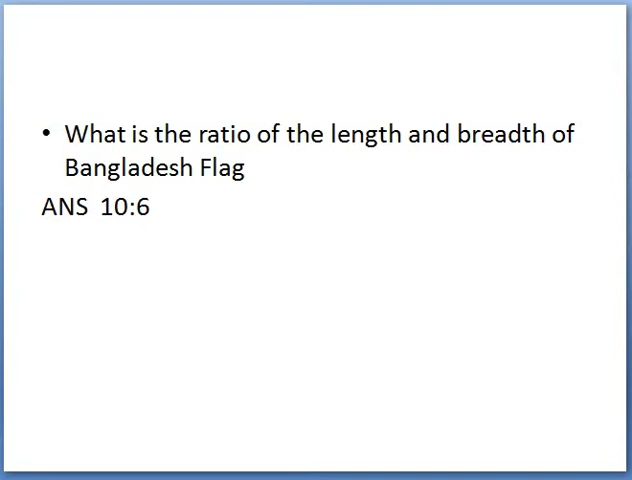 • What is the ratio of the length and breadth of
Bangladesh Flag
ANS  10:6